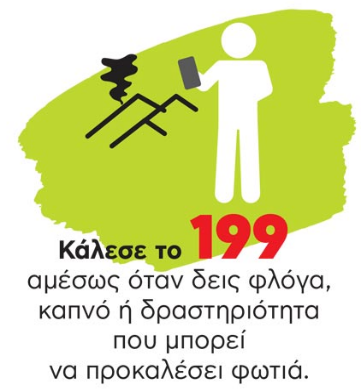 Κάλεσε το 199
αμέσως όταν δεις φλόγα,
καπνό ή δραστηριότητα
που μπορεί
να προκαλέσει φωτιά.